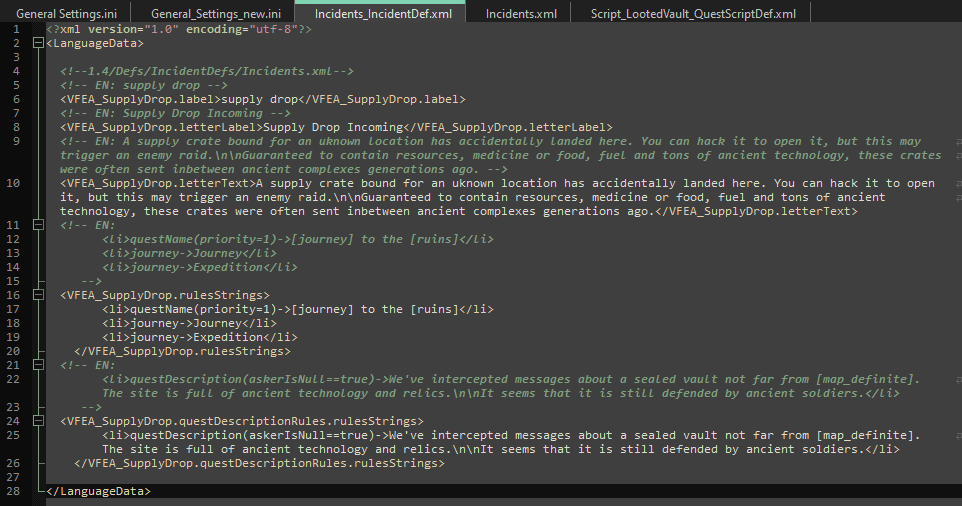 General Settings.ini General_Settings_new.ini Incidents_IncidentDef.xml Incidents.xml Script_LootedVault_QuestScriptDef.xml
1 <?xml version="1.0" encoding="utf-8"?>
2 <LanguageData>
3
4 <!--1.4/Defs/IncidentDefs/Incidents.xml-->
5 <!-- EN: supply drop -->
6 <VFEA_SupplyDrop.label>supply drop</VFEA_SupplyDrop.label>
7 <!-- EN: Supply Drop Incoming -->
8 <VFEA_SupplyDrop.letterLabel>Supply Drop Incoming</VFEA_SupplyDrop.letterLabel>
9 <!-- EN: A supply crate bound for an uknown location has accidentally landed here. You can hack it to open it, but this may
trigger an enemy raid.\n\nGuaranteed to contain resources, medicine or food, fuel and tons of ancient technology, these crates
were often sent inbetween ancient complexes generations ago. -->
10 <VFEA_SupplyDrop.letterText>A supply crate bound for an uknown location has accidentally landed here. You can hack it to open
it, but this may trigger an enemy raid.\n\nGuaranteed to contain resources, medicine or food, fuel and tons of ancient
technology, these crates were often sent inbetween ancient complexes generations ago.</VFEA_SupplyDrop.letterText>
11 <!-- EN:
12 <li>questName(priority=1)->[journey] to the [ruins]</li>
13 <li>journey->Journey</li>
14 <li>journey->Expedition</li>
15 -->
16 <VFEA_SupplyDrop.rulesStrings>
17 <li>questName(priority=1)->[journey] to the [ruins]</li>
18 <li>journey->Journey</li>
19 <li>journey->Expedition</li>
20 </VFEA_SupplyDrop.rulesStrings>
21 <!-- EN:
22 <li>questDescription(askerIsNull==true)->We've intercepted messages about a sealed vault not far from [map_definite].
The site is full of ancient technology and relics.\n\nIt seems that it is still defended by ancient soldiers.</li>
23 -->
24 <VFEA_SupplyDrop.questDescriptionRules.rulesStrings>
25 <li>questDescription(askerIsNull==true)->We've intercepted messages about a sealed vault not far from [map_definite].
The site is full of ancient technology and relics.\n\nIt seems that it is still defended by ancient soldiers.</li>
26 </VFEA_SupplyDrop.questDescriptionRules.rulesStrings>
27
28 </LanguageData>